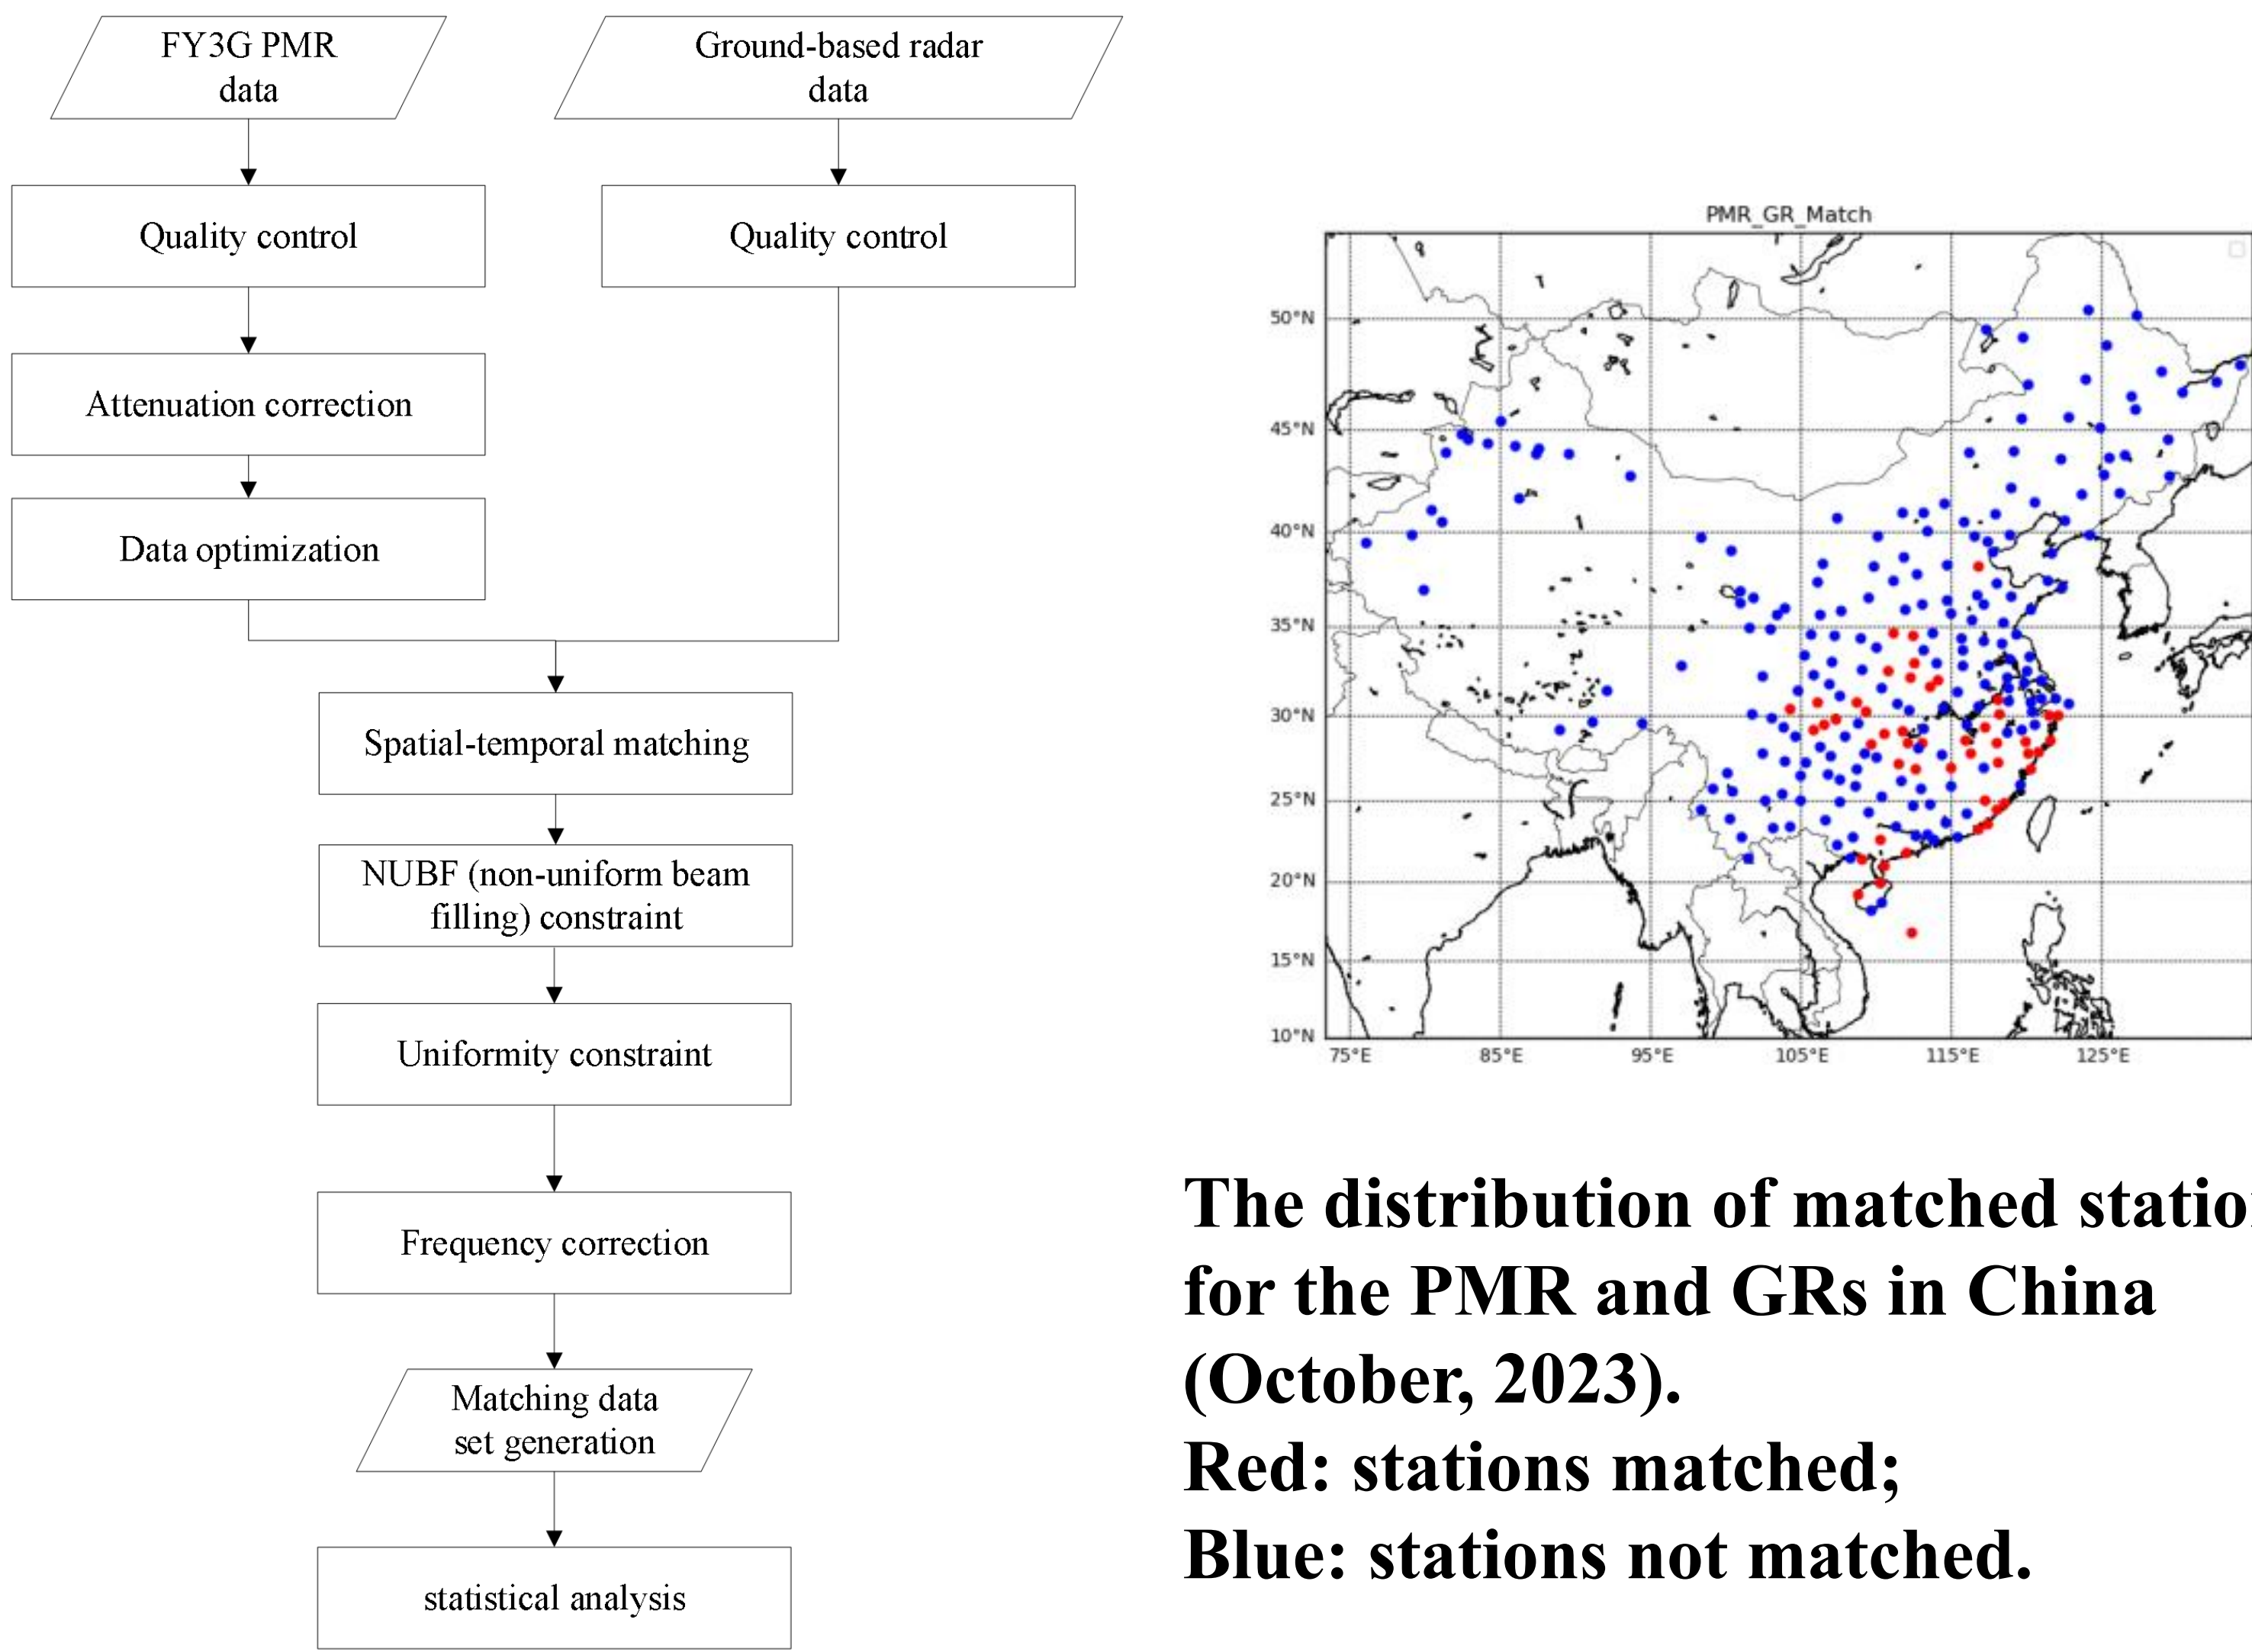 FY3G PMR
data
Ground-based radar
data
Quality control
Quality control
Attenuation correction
Data optimization
Spatial-temporal matching
NUBF (non-uniform beam
filling) constraint
Uniformity constraint
Frequency correction
Matching data
set generation
statistical analysis
PMR_GR_Match
50°N
45°N
40°N
35°N
30°N
25°N
20°N
15°N
10°N
75°E
85°E
95°E
105°E
115°E
125°E
The distribution of matched
for the PMR and GRs in China
(October, 2023).
Red: stations matched;
Blue: stations not matched.